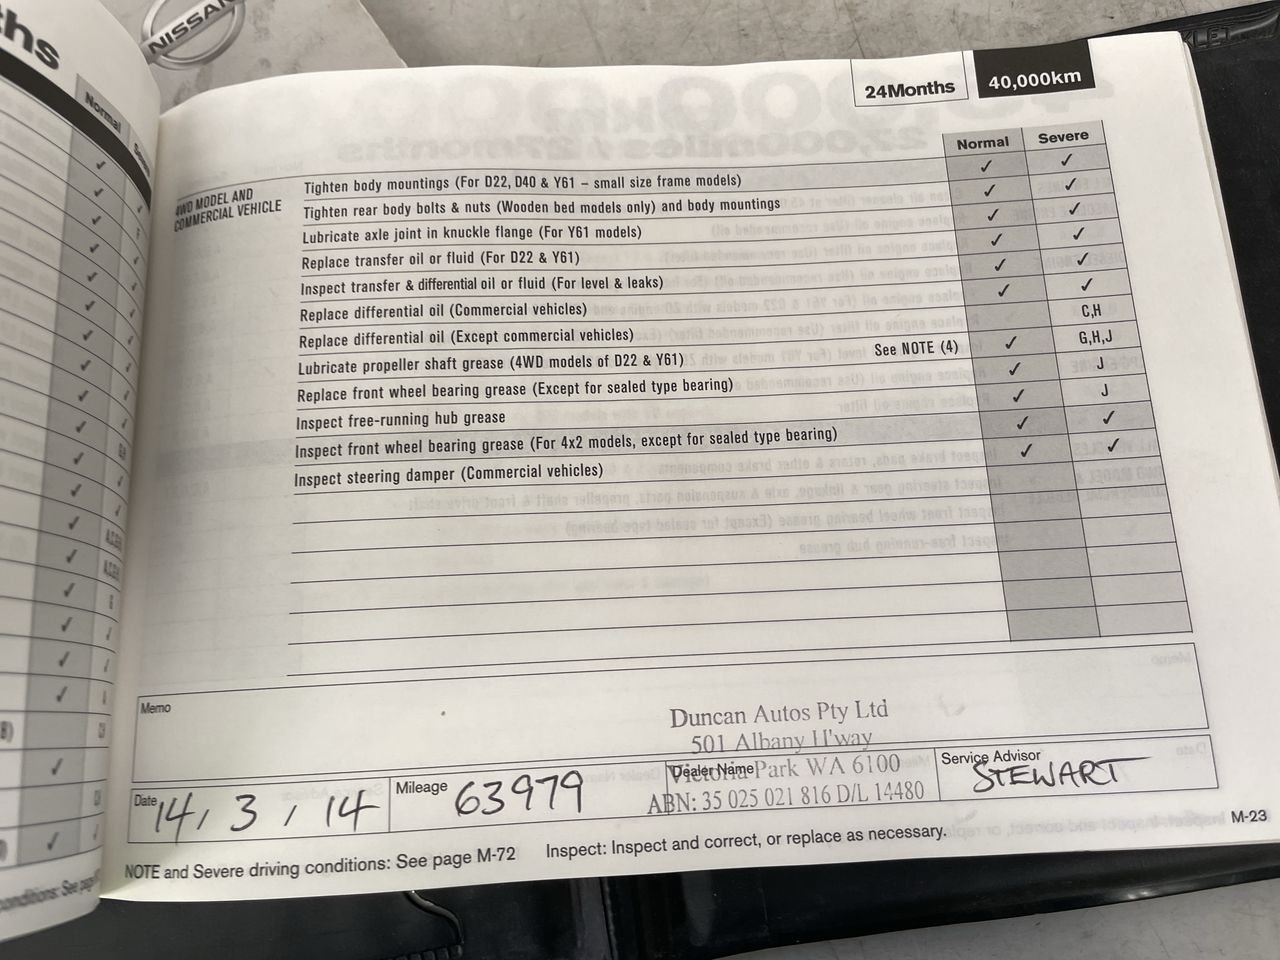 ths
NISSAN
Normal
24Months
40,000km
Normal
Severe
4WD MODEL AND
COMMERCIAL VEHICLE
Tighten body mountings (For D22, D40 & Y61 – small size frame models) ✓ ✓
Tighten rear body bolts & nuts (Wooden bed models only) and body mountings ✓ ✓
Lubricate axle joint in knuckle flange (For Y61 models) ✓ ✓
Replace transfer oil or fluid (For D22 & Y61) ✓ ✓
Inspect transfer & differential oil or fluid (For level & leaks) ✓ ✓
Replace differential oil (Commercial vehicles) ✓ ✓
Replace differential oil (Except commercial vehicles) C,H
Lubricate propeller shaft grease (4WD models of D22 & Y61) See NOTE (4) ✓ G,H,J
Replace front wheel bearing grease (Except for sealed type bearing) ✓ J
Inspect free-running hub grease ✓ J
Inspect front wheel bearing grease (For 4x2 models, except for sealed type bearing) ✓ ✓
Inspect steering damper (Commercial vehicles) ✓ ✓
Memo
Duncan Autos Pty Ltd
501 Albany H'way
Victoria Park WA 6100
ABN: 35 025 021 816 D/L 14480
Date 14 / 3 / 14
Mileage 63979
Dealer Name
Service Advisor
STEWART
NOTE and Severe driving conditions: See page M-72 Inspect: Inspect and correct, or replace as necessary.
M-23